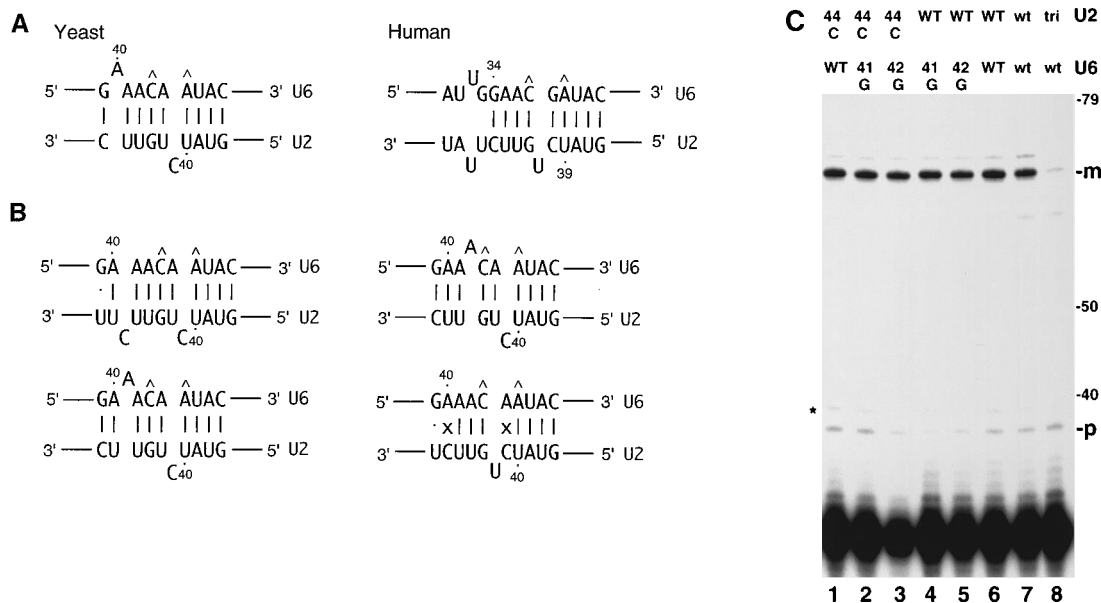 A
Yeast
40
A ^ ^
5' G AACA AUAC 3' U6
3' C UUGU UAUG 5' U2
C40
Human
34
U ^ ^
5' AU GGAAC GAUAC 3' U6
3' UA UCUUG CUAUG 5' U2
U U 39
B
40
^ ^
5' GA AACA AUAC 3' U6
3' UU UUGU UAUG 5' U2
C C40
40 A ^ ^
5' GAA CA AUAC 3' U6
3' CUU GU UAUG 5' U2
C40
40 A ^ ^
5' GA ACA AUAC 3' U6
3' CU UGU UAUG 5' U2
C40
40 ^ ^
5' GAAAC AAUAC 3' U6
x x
3' UCUUG CUAUG 5' U2
U 40
C
44 44 44 WT WT WT wt tri U2
C C C
WT 41 42 41 42 WT wt wt U6
G G G G
-79
-m
-50
-40
*
-p
1 2 3 4 5 6 7 8